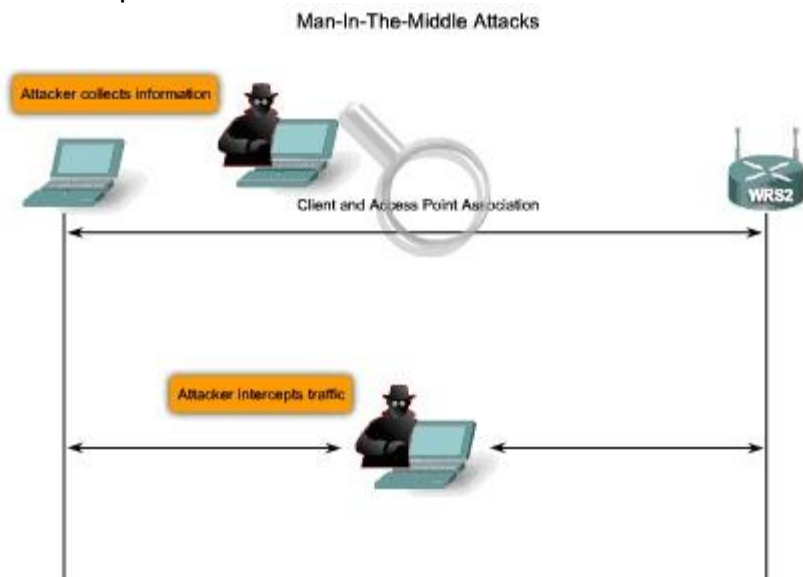 Man-In-The-Middle Attacks
Attacker collects information
Client and Access Point Association
WRS2
Attacker intercepts traffic